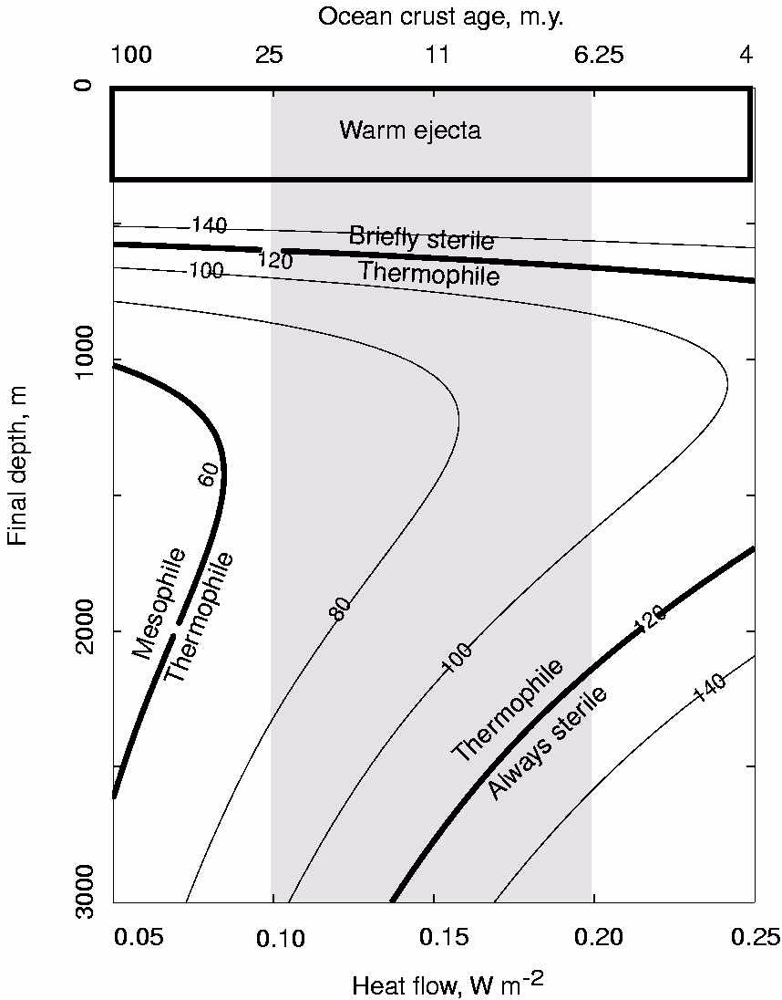 Ocean crust age, m.y.
100 25 11 6.25 4
0
Warm ejecta
140
Briefly sterile
120
Thermophile
100
1000
60
Final depth, m
Mesophile
Thermophile
80
2000
100
120
Thermophile
Always sterile
140
3000
0.05 0.10 0.15 0.20 0.25
Heat flow, W m-2